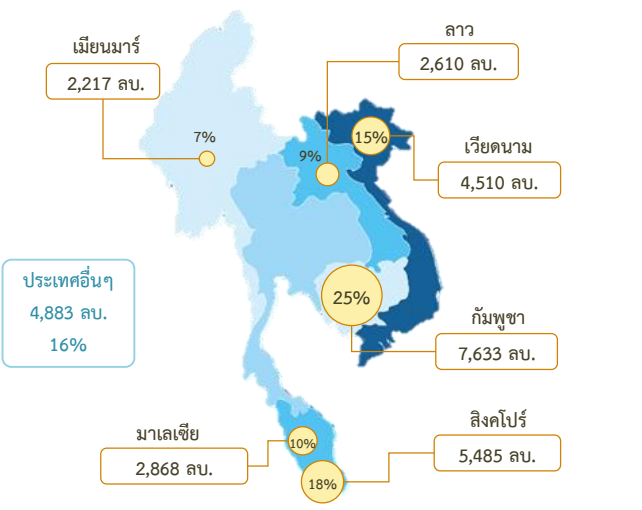 ลาว
2,610 ลบ.
เมียนมาร์
2,217 ลบ.
7%
9%
15%
เวียดนาม
4,510 ลบ.
ประเทศอื่นๆ
4,883 ลบ.
16%
25%
กัมพูชา
7,633 ลบ.
มาเลเซีย
2,868 ลบ.
10%
18%
สิงคโปร์
5,485 ลบ.